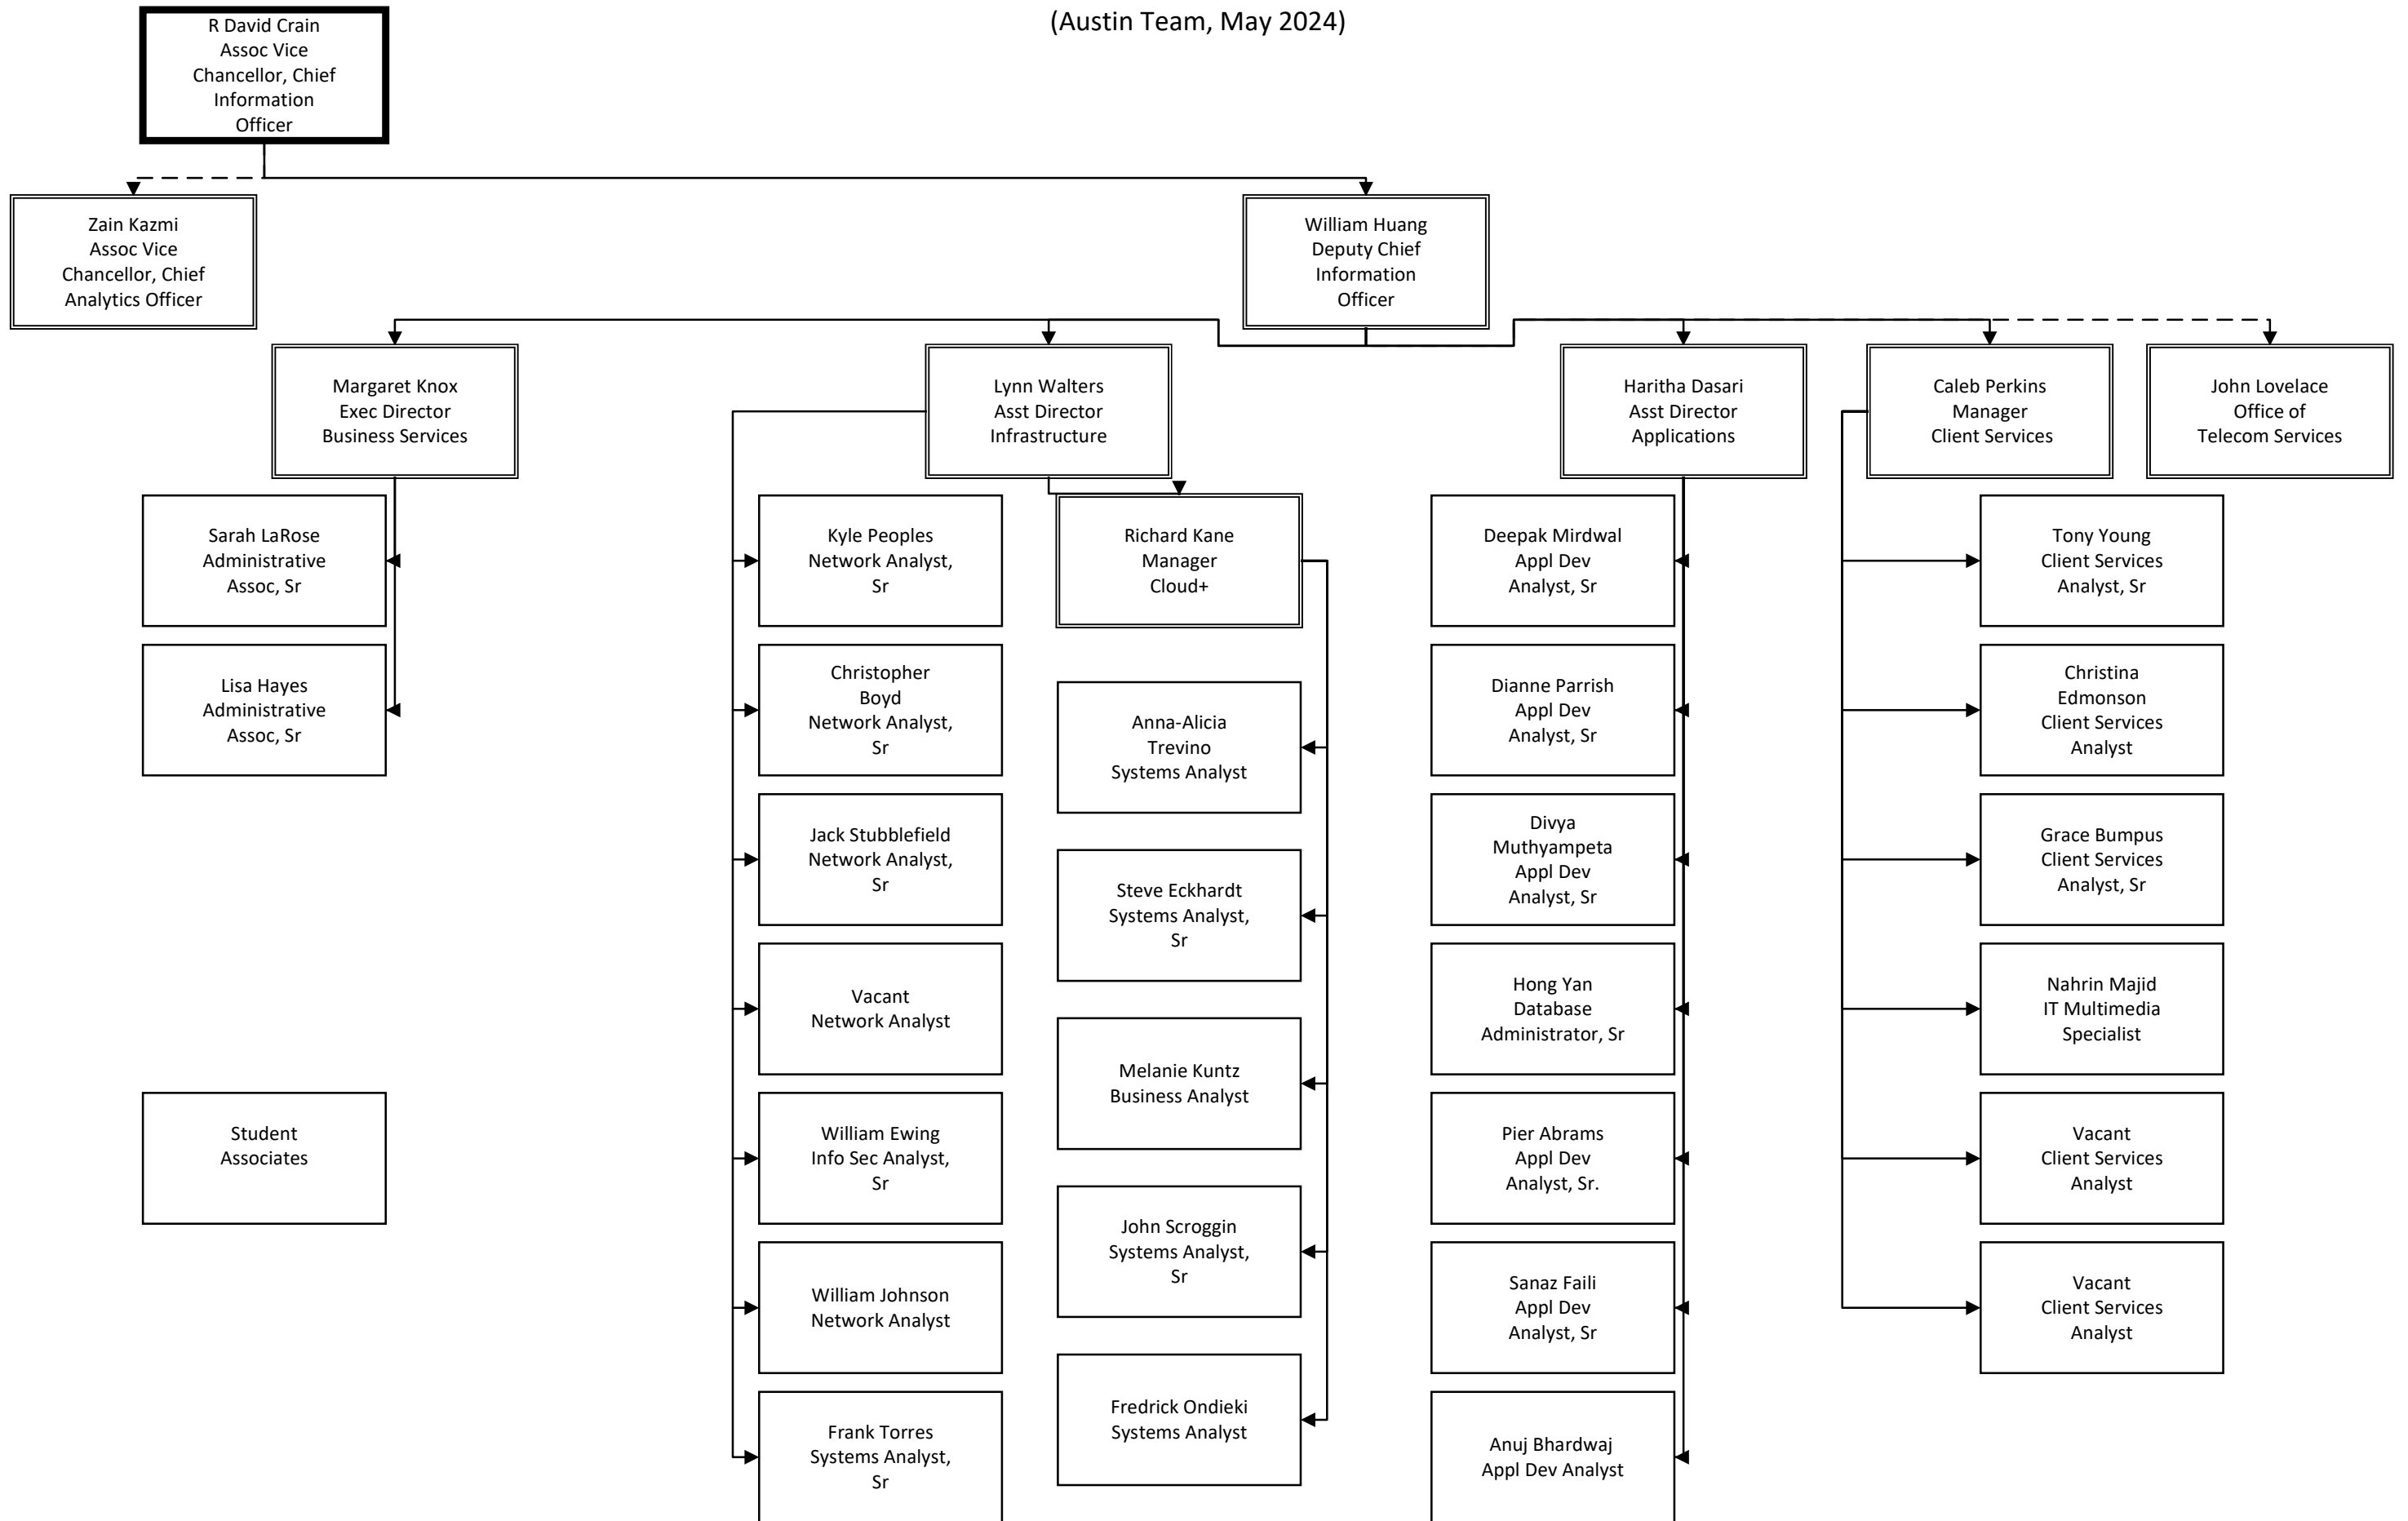 (Austin Team, May 2024)
R David Crain
Assoc Vice
Chancellor, Chief
Information
Officer
Zain Kazmi
Assoc Vice
Chancellor, Chief
Analytics Officer
William Huang
Deputy Chief
Information
Officer
Margaret Knox
Exec Director
Business Services
Lynn Walters
Asst Director
Infrastructure
Haritha Dasari
Asst Director
Applications
Caleb Perkins
Manager
Client Services
John Lovelace
Office of
Telecom Services
Sarah LaRose
Administrative
Assoc, Sr
Lisa Hayes
Administrative
Assoc, Sr
Student
Associates
Kyle Peoples
Network Analyst,
Sr
Christopher
Boyd
Network Analyst,
Sr
Jack Stubblefield
Network Analyst,
Sr
Vacant
Network Analyst
William Ewing
Info Sec Analyst,
Sr
William Johnson
Network Analyst
Frank Torres
Systems Analyst,
Sr
Richard Kane
Manager
Cloud+
Anna-Alicia
Trevino
Systems Analyst
Steve Eckhardt
Systems Analyst,
Sr
Melanie Kuntz
Business Analyst
John Scroggin
Systems Analyst,
Sr
Fredrick Ondieki
Systems Analyst
Deepak Mirdwal
Appl Dev
Analyst, Sr
Dianne Parrish
Appl Dev
Analyst, Sr
Divya
Muthyampeta
Appl Dev
Analyst, Sr
Hong Yan
Database
Administrator, Sr
Pier Abrams
Appl Dev
Analyst, Sr.
Sanaz Faili
Appl Dev
Analyst, Sr
Anuj Bhardwaj
Appl Dev Analyst
Tony Young
Client Services
Analyst, Sr
Christina
Edmonson
Client Services
Analyst
Grace Bumpus
Client Services
Analyst, Sr
Nahrin Majid
IT Multimedia
Specialist
Vacant
Client Services
Analyst
Vacant
Client Services
Analyst